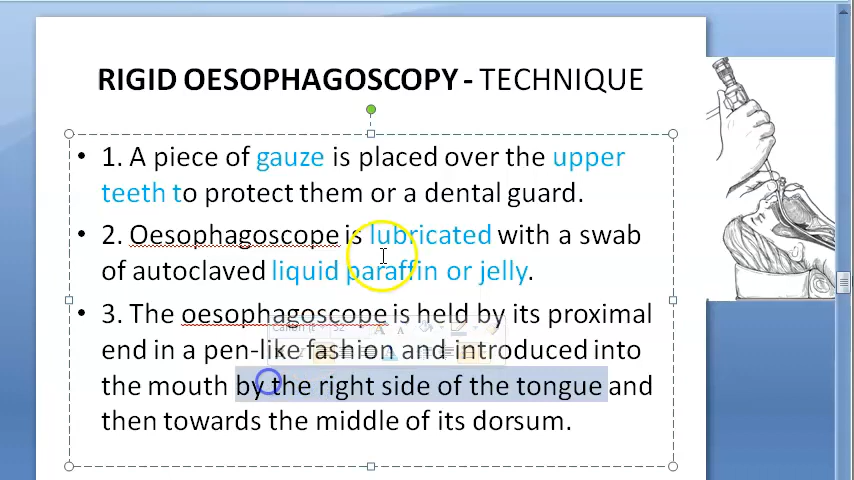 RIGID OESOPHAGOSCOPY - TECHNIQUE
• 1. A piece of gauze is placed over the upper
teeth to protect them or a dental guard.
• 2. Oesophagoscope is lubricated with a swab
of autoclaved liquid paraffin or jelly.
• 3. The oesophagoscope is held by its proximal
end in a pen-like fashion and introduced into
the mouth by the right side of the tongue and
then towards the middle of its dorsum.